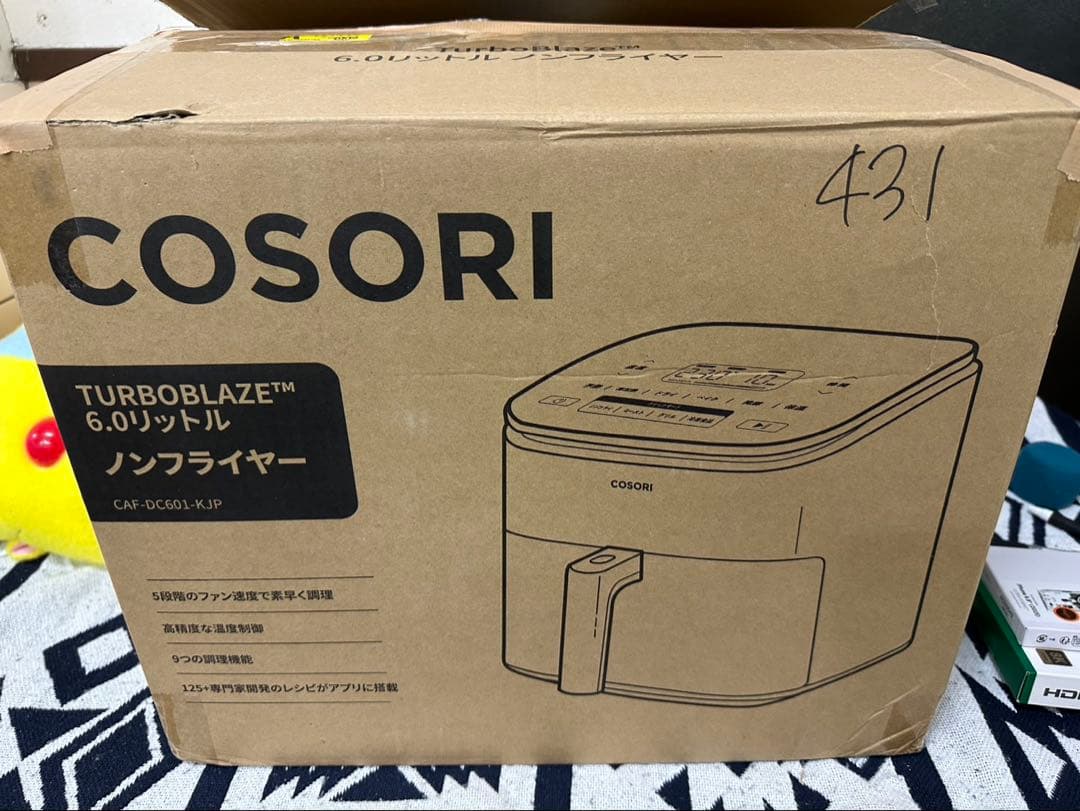 TurboBlaze™
6.0リットル ノンフライヤー
431
COSORI
TURBOBLAZE™
6.0リットル
ノンフライヤー
CAF-DC601-KJP
5段階のファン速度で素早く調理
高精度な温度制御
9つの調理機能
125+専門家開発のレシピがアプリに搭載
230 10
COSORI
HDM